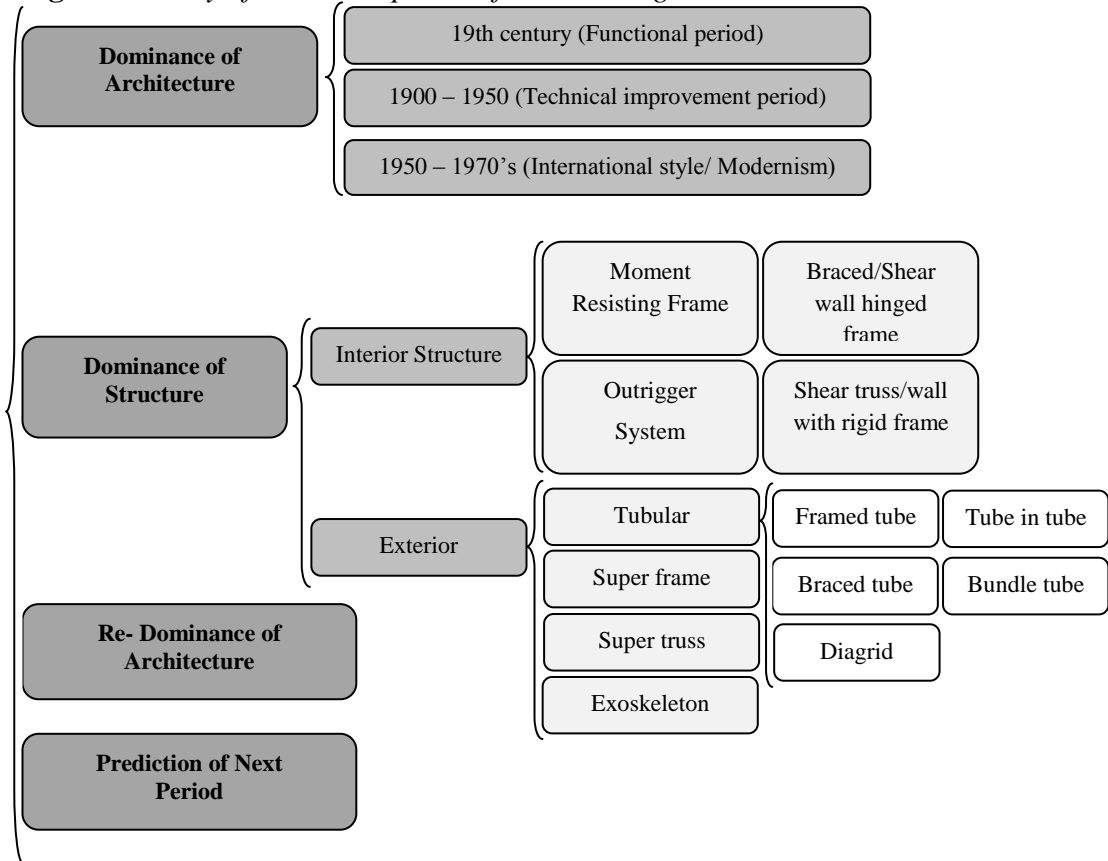 Dominance of
Architecture
19th century (Functional period)
1900 – 1950 (Technical improvement period)
1950 – 1970’s (International style/ Modernism)
Dominance of
Structure
Interior Structure
Moment
Resisting Frame
Braced/Shear
wall hinged
frame
Outrigger
System
Shear truss/wall
with rigid frame
Exterior
Tubular
Framed tube
Tube in tube
Braced tube
Bundle tube
Diagrid
Super frame
Super truss
Exoskeleton
Re- Dominance of
Architecture
Prediction of Next
Period